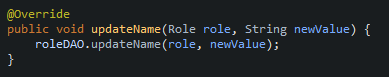 @Override
public void updateName(Role role, String newValue) {
    roleDAO.updateName(role, newValue);
}